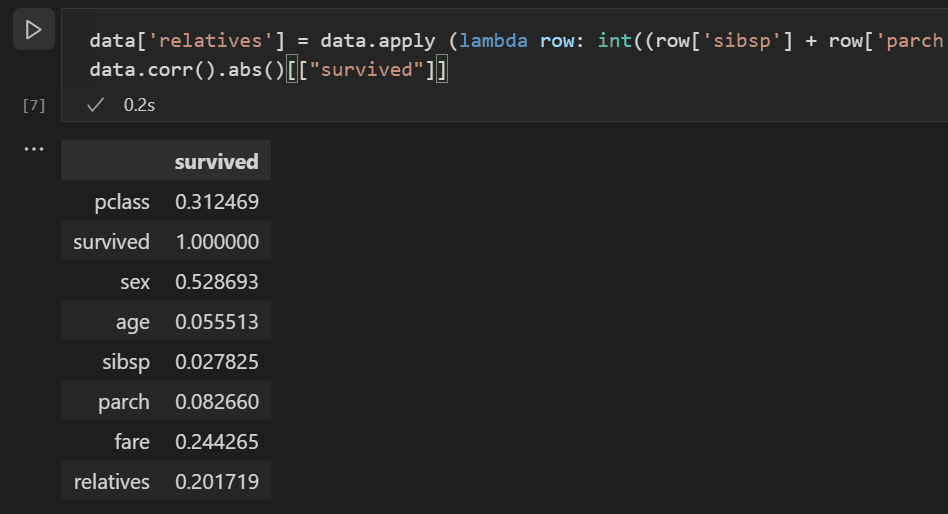 data['relatives'] = data.apply (lambda row: int((row['sibsp'] + row['parch
data.corr().abs()[["survived"]]
[7] 0.2s
survived
pclass 0.312469
survived 1.000000
sex 0.528693
age 0.055513
sibsp 0.027825
parch 0.082660
fare 0.244265
relatives 0.201719